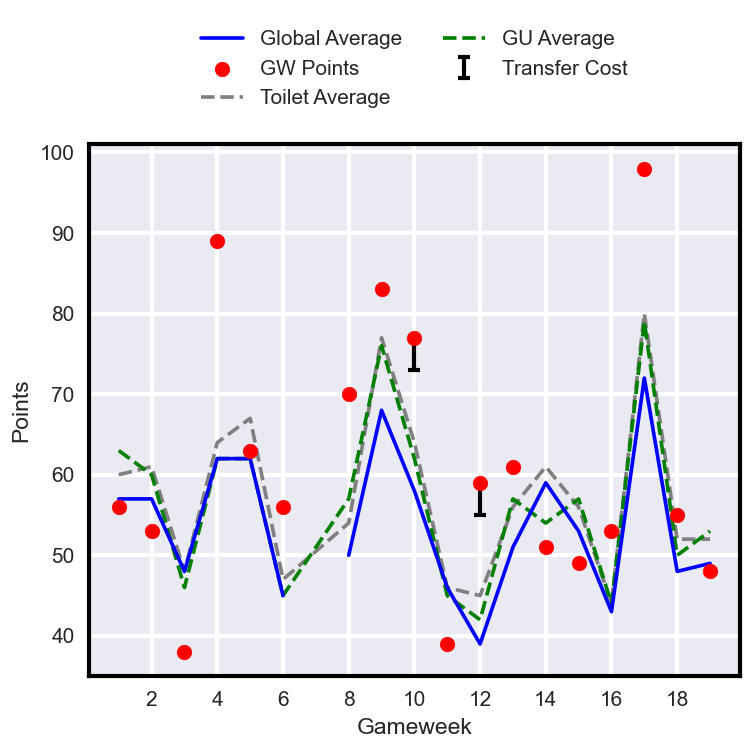 Global Average
GW Points
Toilet Average
GU Average
Transfer Cost
100
90
80
70
60
50
40
Points
2 4 6 8 10 12 14 16 18
Gameweek